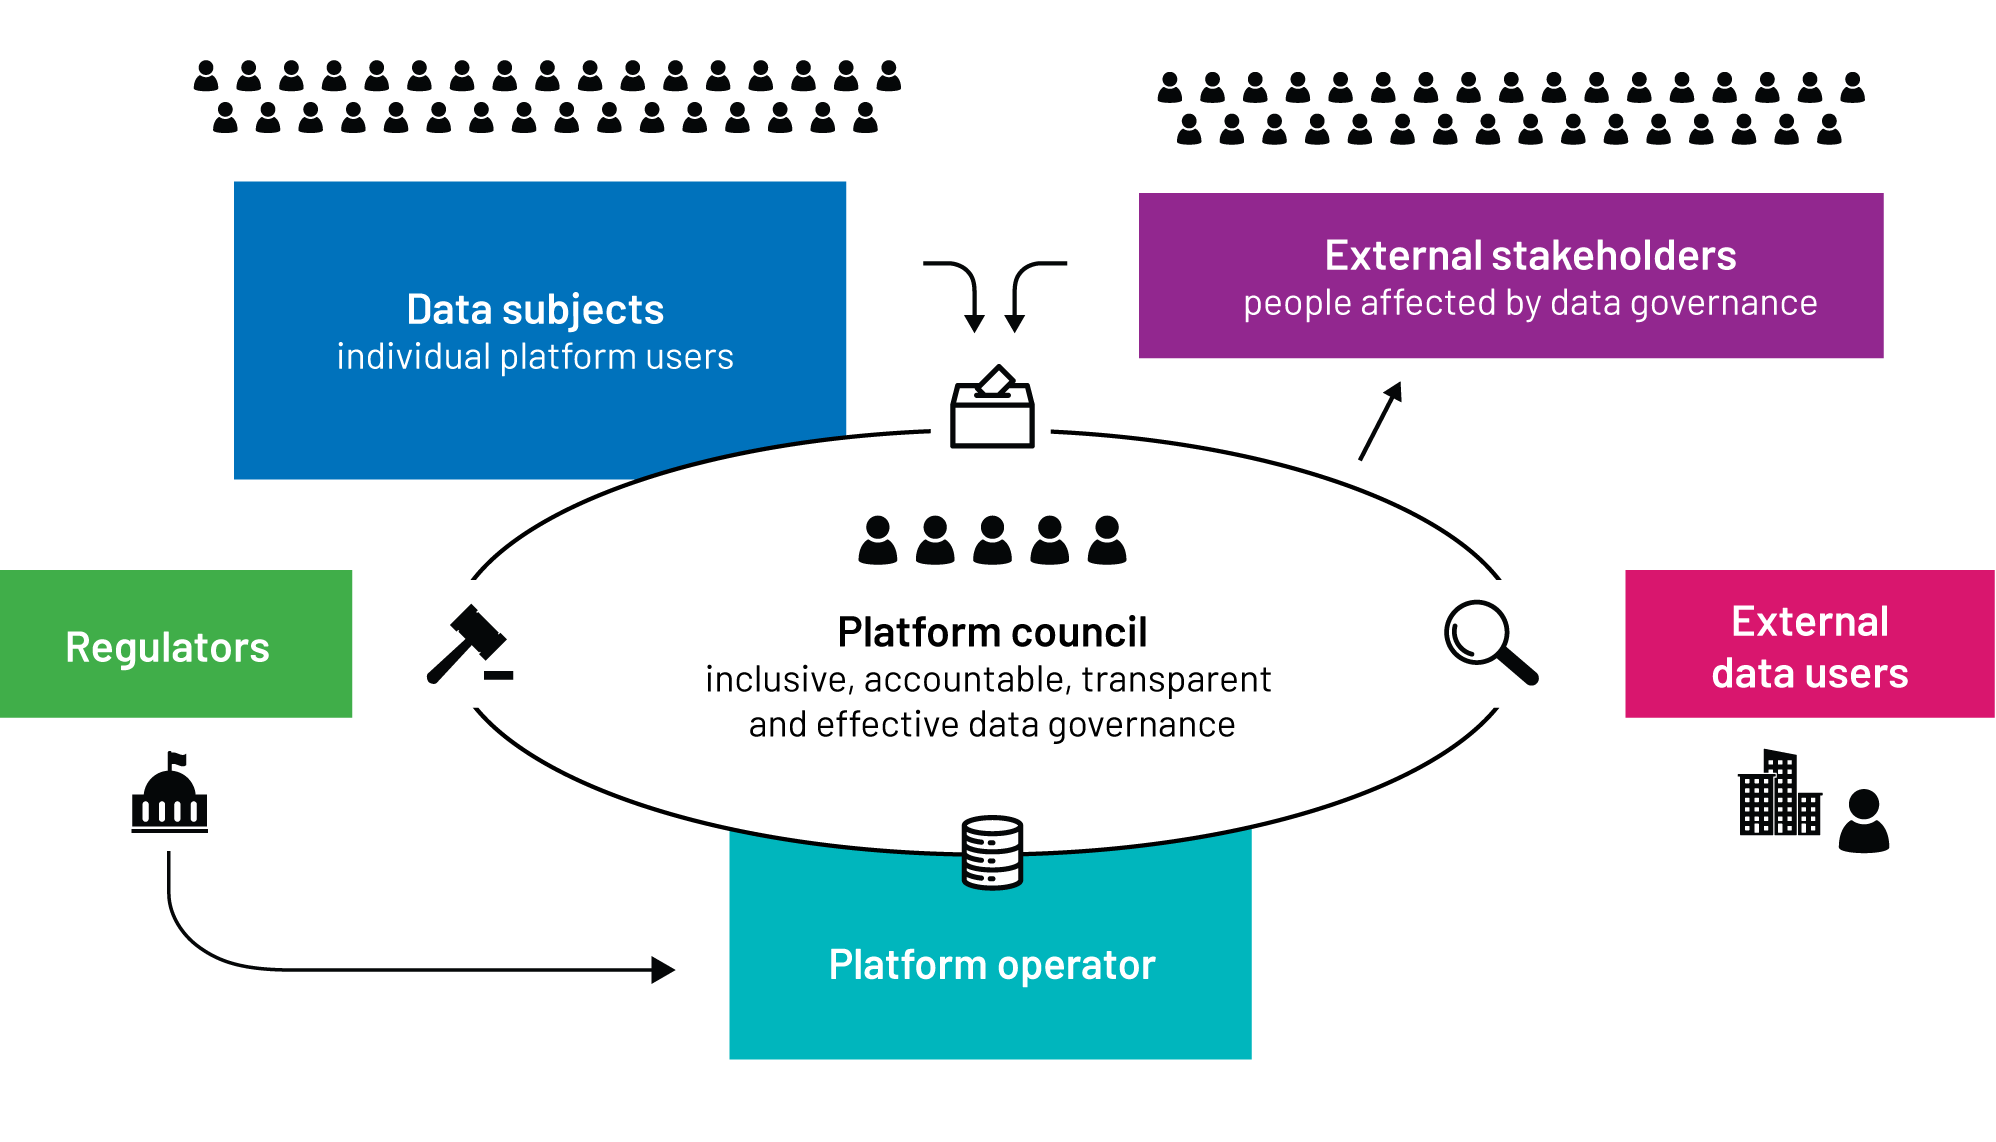 Data subjects
individual platform users
External stakeholders
people affected by data governance
Regulators
Platform council
inclusive, accountable, transparent
and effective data governance
External
data users
Platform operator